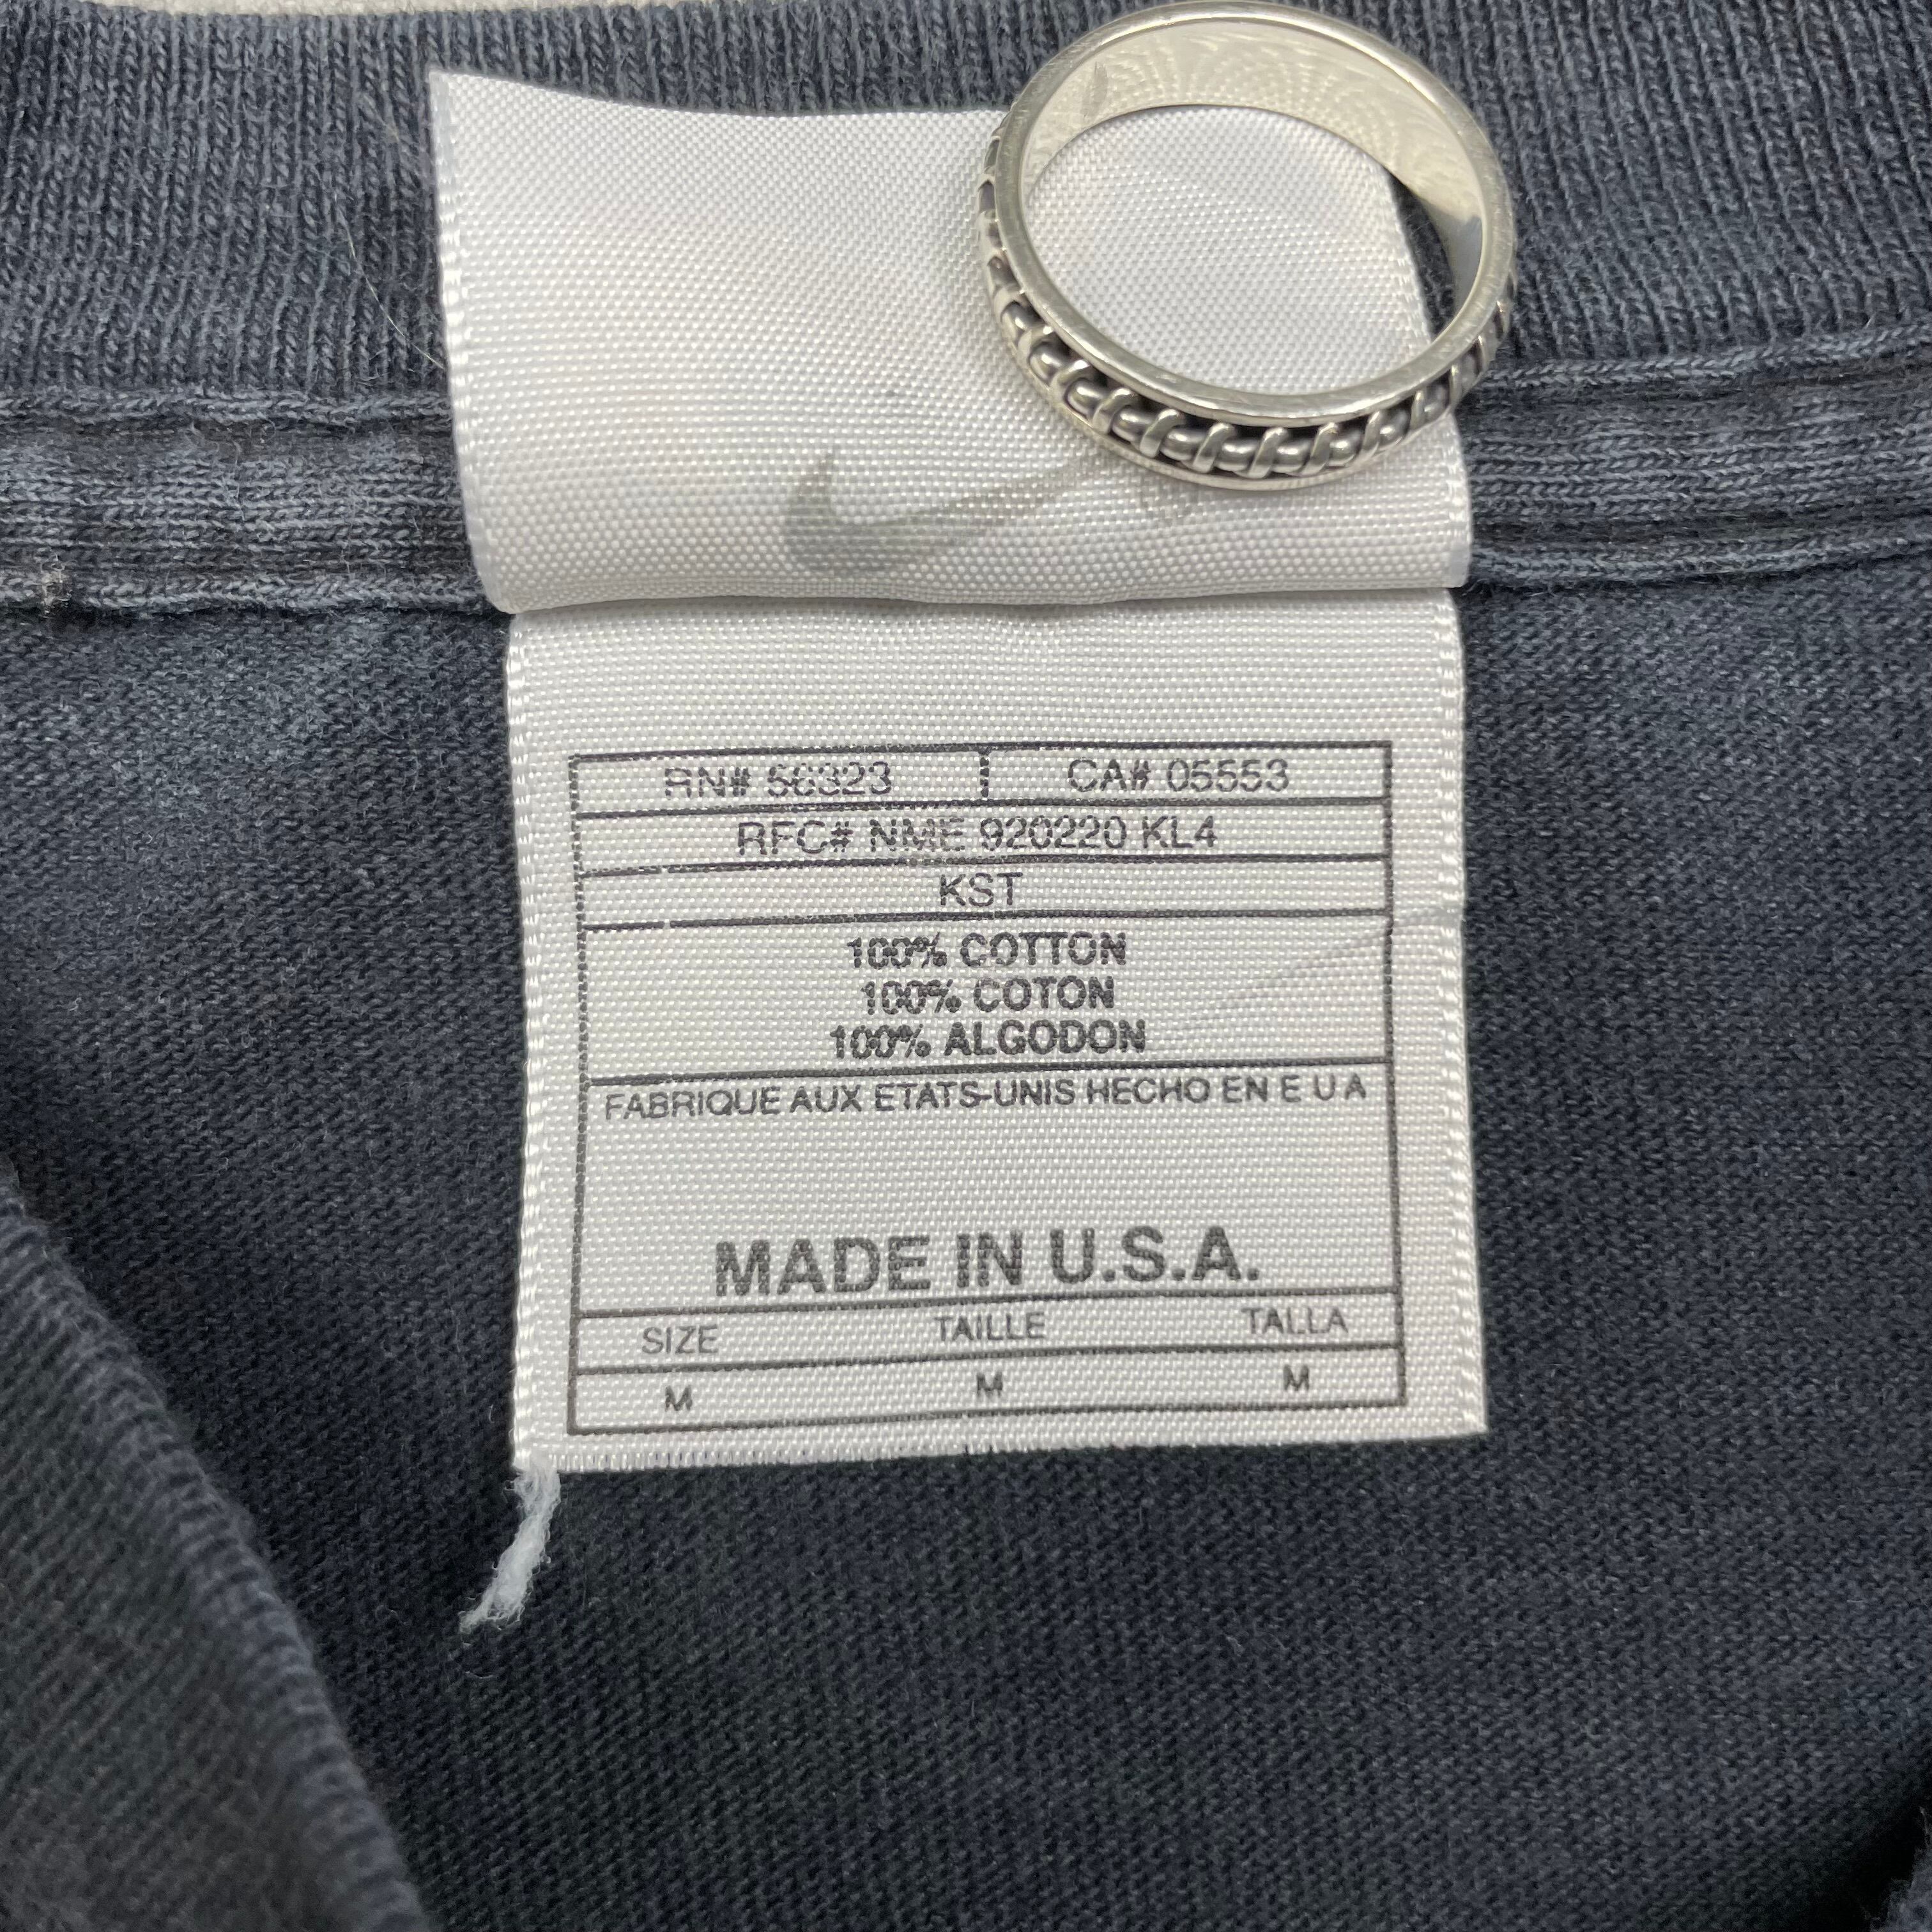 RN# 56323 CA# 05553
RFC# NME 920220 KL4
KST
100% COTTON
100% COTON
100% ALGODON
FABRIQUE AUX ETATS-UNIS HECHO EN E U A
MADE IN U.S.A.
SIZE TAILLE TALLA
M M M